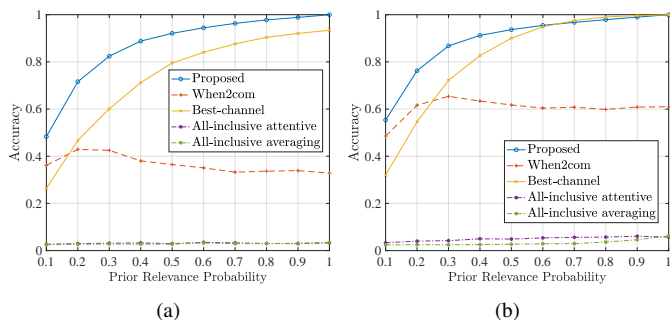 1
0.8
0.6
0.4
0.2
0
Accuracy
Proposed
When2com
Best-channel
All-inclusive attentive
All-inclusive averaging
0.1 0.2 0.3 0.4 0.5 0.6 0.7 0.8 0.9 1
Prior Relevance Probability
(a)
1
0.8
0.6
0.4
0.2
0
Accuracy
Proposed
When2com
Best-channel
All-inclusive attentive
All-inclusive averaging
0.1 0.2 0.3 0.4 0.5 0.6 0.7 0.8 0.9 1
Prior Relevance Probability
(b)